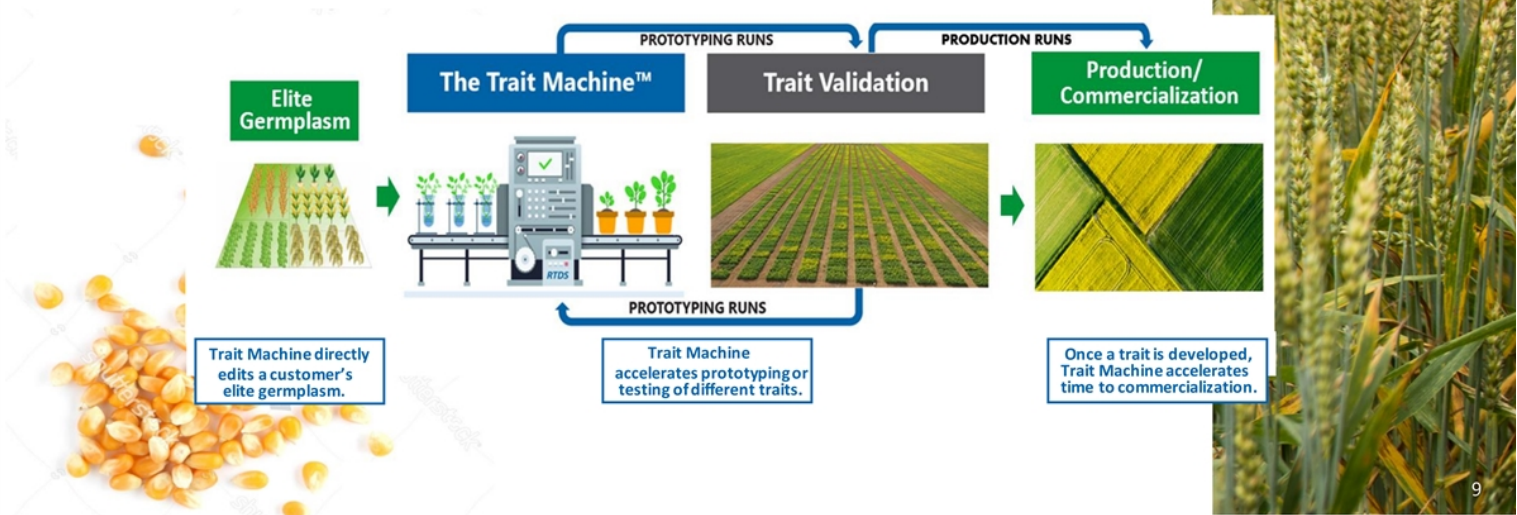 PROTOTYPING RUNS
PRODUCTION RUNS
Elite
Germplasm
The Trait Machine™
Trait Validation
Production/
Commercialization
RTDS
PROTOTYPING RUNS
Trait Machine directly
edits a customer's
elite germplasm.
Trait Machine
accelerates prototyping or
testing of different traits.
Once a trait is developed,
Trait Machine accelerates
time to commercialization.
9